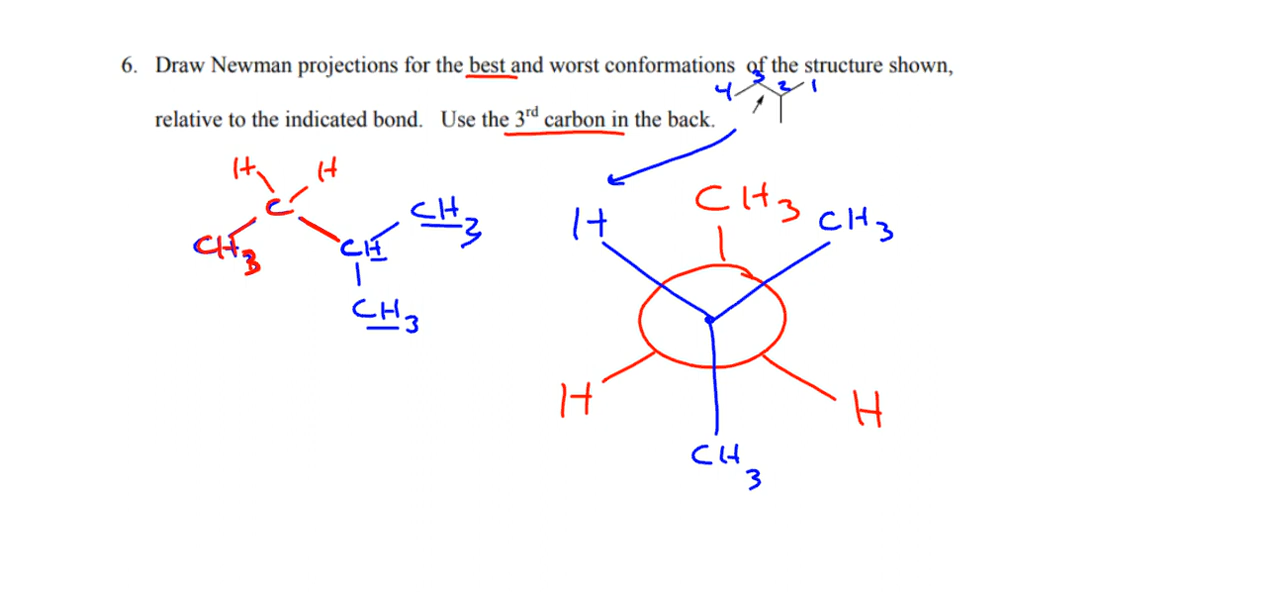 6. Draw Newman projections for the best and worst conformations of the structure shown,
4 3 2 1
relative to the indicated bond. Use the 3rd carbon in the back.
H H
C
CH3 CH CH3
CH3
H CH3 CH3
H H
CH3